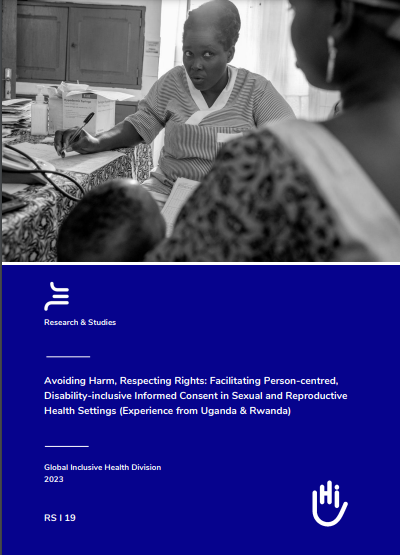 Research & Studies
Avoiding Harm, Respecting Rights: Facilitating Person-centred,
Disability-inclusive Informed Consent in Sexual and Reproductive
Health Settings (Experience from Uganda & Rwanda)
Global Inclusive Health Division
2023
RS I 19
Hi